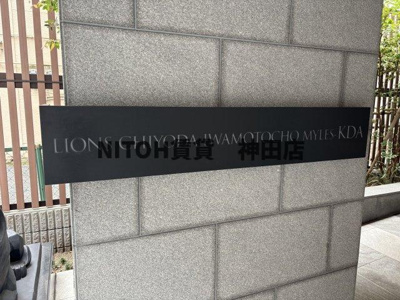 LIONS CHIYODA IWAMOTOCHO MYLES KDA
NITOH賃貸 神田店